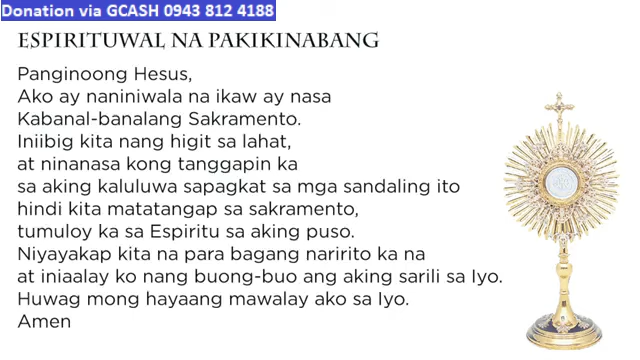 Donation via GCASH 0943 812 4188
ESPIRITUWAL NA PAKIKINABANG
Panginoong Hesus,
Ako ay naniniwala na ikaw ay nasa
Kabanal-banalang Sakramento.
Iniibig kita nang higit sa lahat,
at ninanasa kong tanggapin ka
sa aking kaluluwa sapagkat sa mga sandaling ito
hindi kita matatangap sa sakramento,
tumuloy ka sa Espiritu sa aking puso.
Niyayakap kita na para bagang naririto ka na
at iniaalay ko nang buong-buo ang aking sarili sa Iyo.
Huwag mong hayaang mawalay ako sa Iyo.
Amen